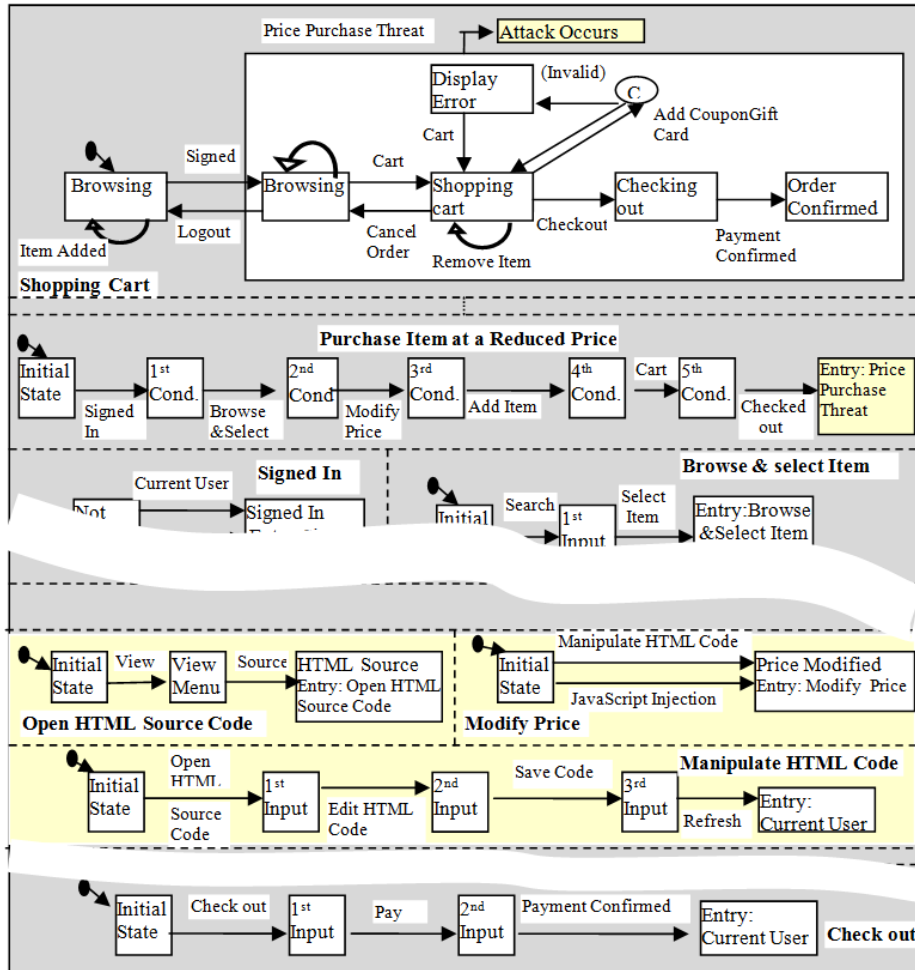 Price Purchase Threat
Attack Occurs
Display
Error
(Invalid)
C
Add CouponGift
Card
Cart
Signed
Browsing
Browsing
Cart
Shopping
cart
Checking
out
Order
Confirmed
Logout
Cancel
Order
Checkout
Item Added
Remove Item
Payment
Confirmed
Shopping Cart
Purchase Item at a Reduced Price
Initial
State
1st
Cond.
2nd
Cond
3rd
Cond.
4th
Cond.
Cart
5th
Cond.
Entry: Price
Purchase
Threat
Signed
In
Browse
&Select
Modify
Price
Add Item
Checked
out
Signed In
Browse & select Item
Current User
Not
Signed In
Initial
Search
1st
Input
Select
Item
Entry:Browse
&Select Item
Initial
State
View
View
Menu
Source
HTML Source
Entry: Open HTML
Source Code
Open HTML Source Code
Manipulate HTML Code
Initial
State
JavaScript Injection
Price Modified
Entry: Modify Price
Modify Price
Manipulate HTML Code
Initial
State
Open
HTML
Source
Code
1st
Input
Edit HTML
Code
2nd
Input
Save Code
3rd
Input
Refresh
Entry:
Current User
Initial
State
Check out
1st
Input
Pay
2nd
Input
Payment Confirmed
Entry:
Current User
Check out